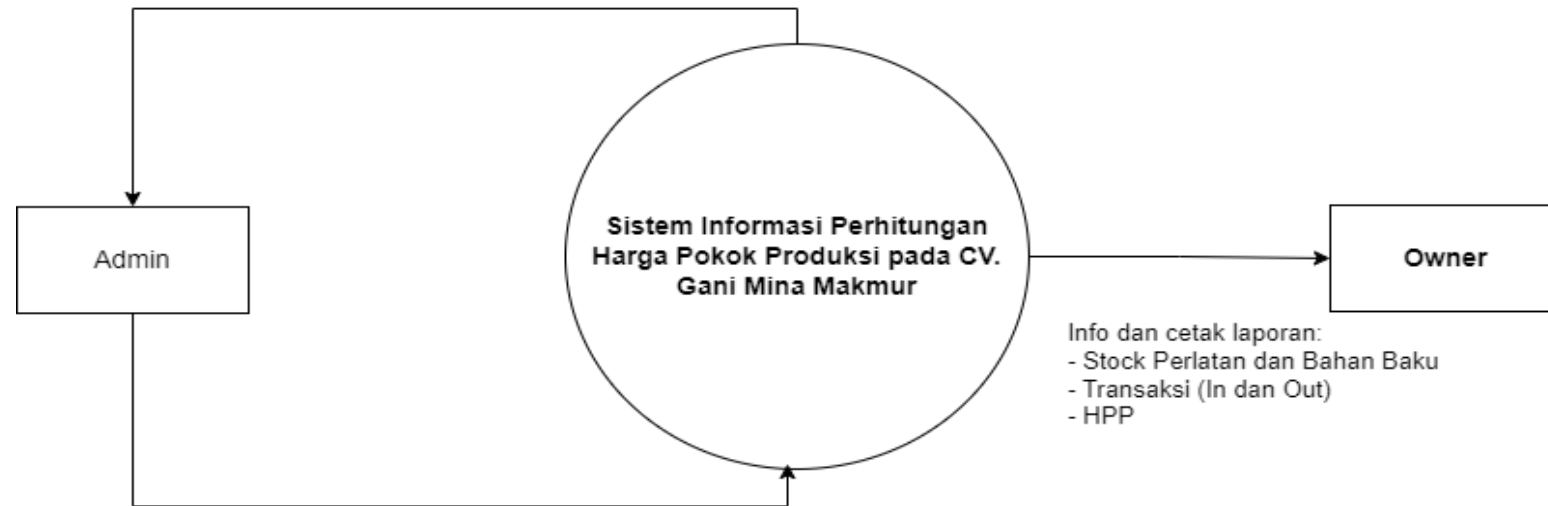 Admin
Sistem Informasi Perhitungan
Harga Pokok Produksi pada CV.
Gani Mina Makmur
Owner
Info dan cetak laporan:
- Stock Perlatan dan Bahan Baku
- Transaksi (In dan Out)
- HPP